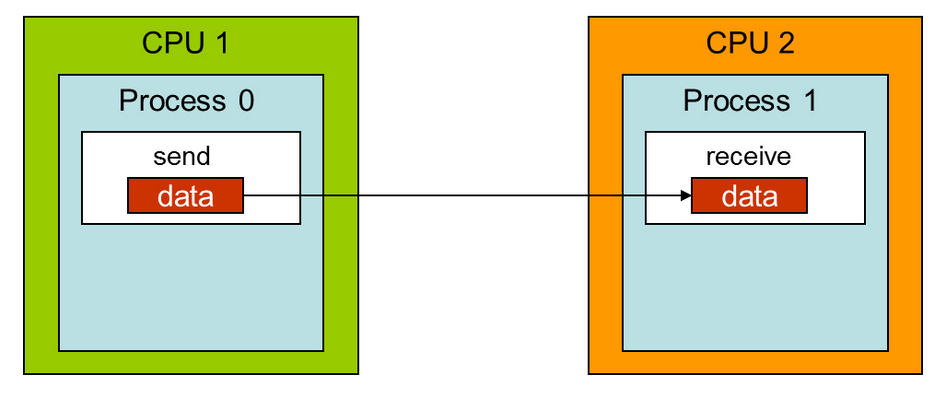 CPU 1
Process 0
send
data
CPU 2
Process 1
receive
data